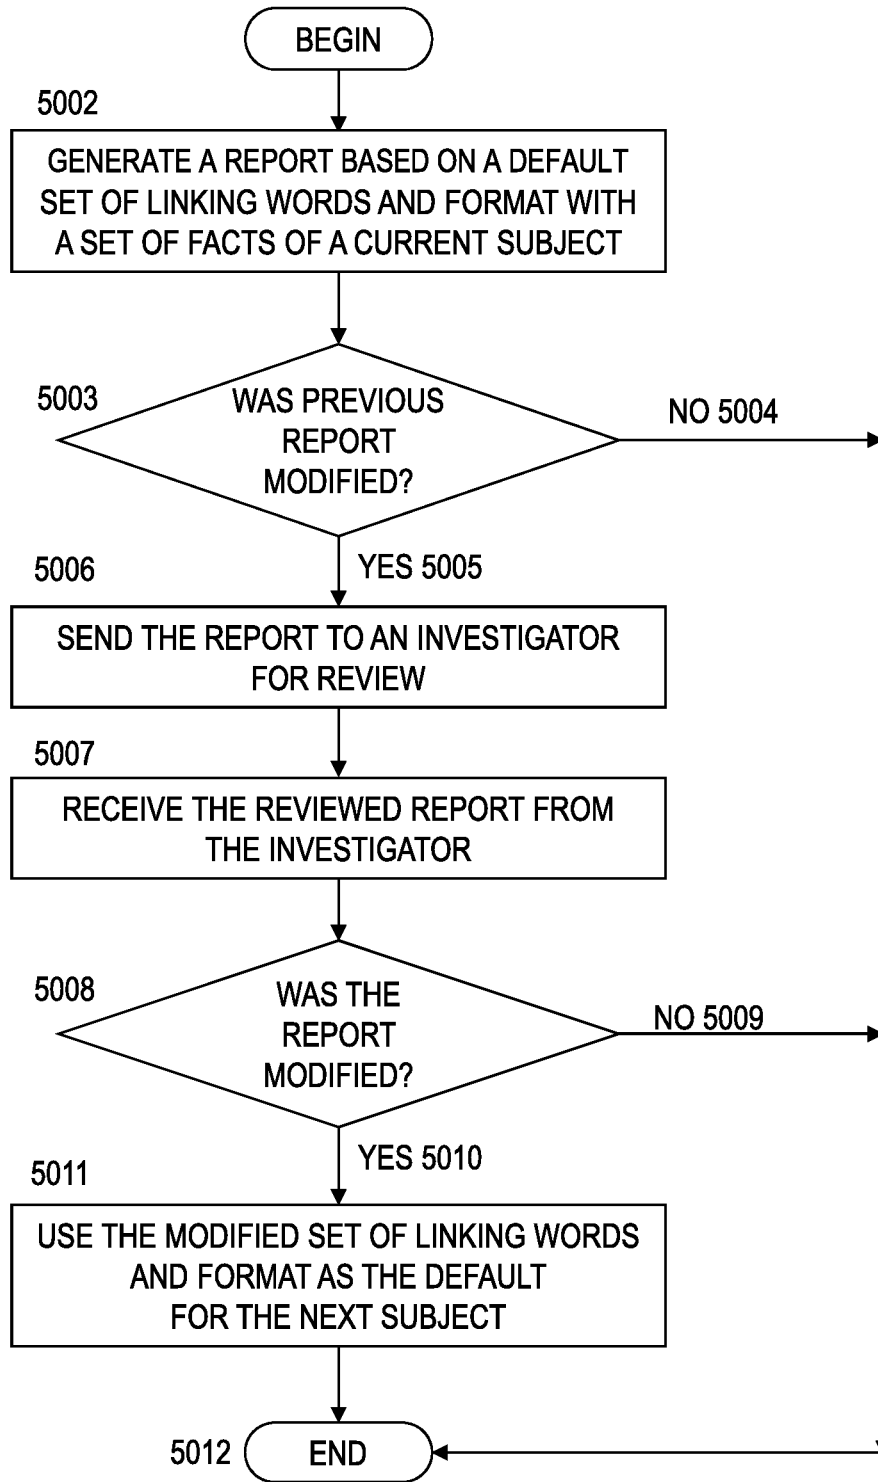 BEGIN
5002
GENERATE A REPORT BASED ON A DEFAULT
SET OF LINKING WORDS AND FORMAT WITH
A SET OF FACTS OF A CURRENT SUBJECT
5003
WAS PREVIOUS
REPORT
MODIFIED?
NO 5004
YES 5005
5006
SEND THE REPORT TO AN INVESTIGATOR
FOR REVIEW
5007
RECEIVE THE REVIEWED REPORT FROM
THE INVESTIGATOR
5008
WAS THE
REPORT
MODIFIED?
NO 5009
YES 5010
5011
USE THE MODIFIED SET OF LINKING WORDS
AND FORMAT AS THE DEFAULT
FOR THE NEXT SUBJECT
5012
END